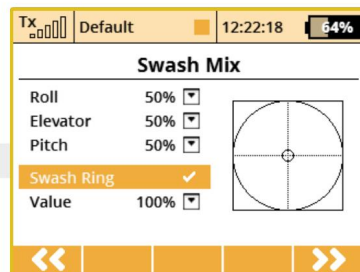 Tx Default 12:22:18 64%
Swash Mix
Roll 50%
Elevator 50%
Pitch 50%
Swash Ring
Value 100%